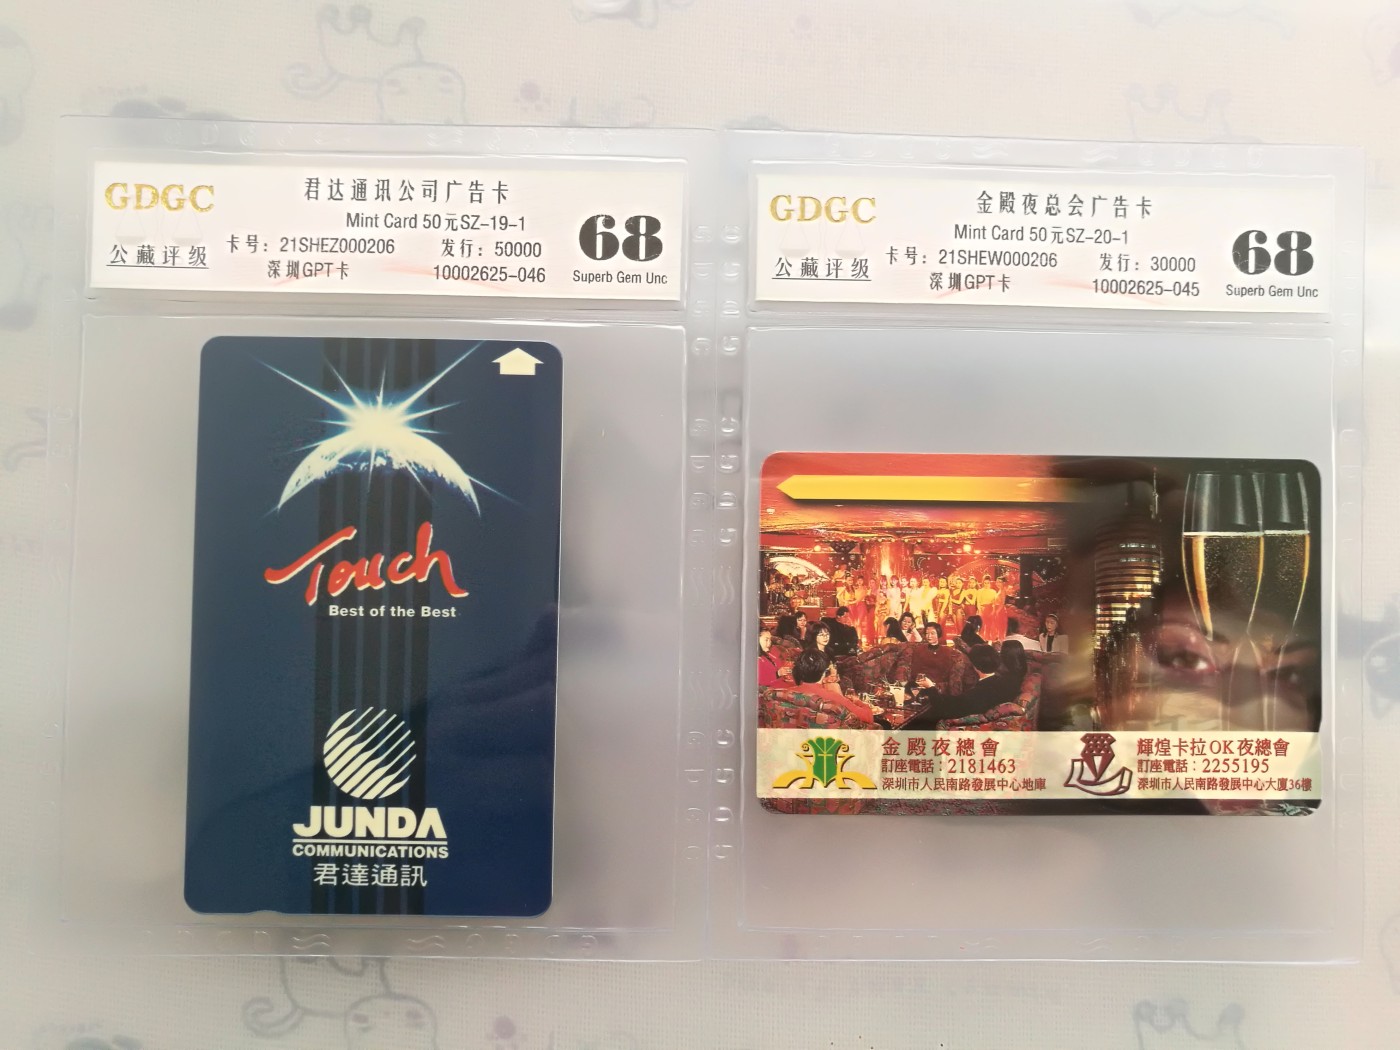 GDGC
公藏评级
君达通讯公司广告卡
Mint Card 50元SZ-19-1
卡号：21SHEZ000206 发行：50000
深圳GPT卡 10002625-046
68
Superb Gem Unc
Touch
Best of the Best
JUNDA
COMMUNICATIONS
君達通訊
GDGC
公藏评级
金殿夜总会广告卡
Mint Card 50元SZ-20-1
卡号：21SHEW000206 发行：30000
深圳GPT卡 10002625-045
68
Superb Gem Unc
金殿夜總會
訂座電話：2181463
深圳市人民南路發展中心地庫
輝煌卡拉OK夜總會
訂座電話：2255195
深圳市人民南路發展中心大廈36樓